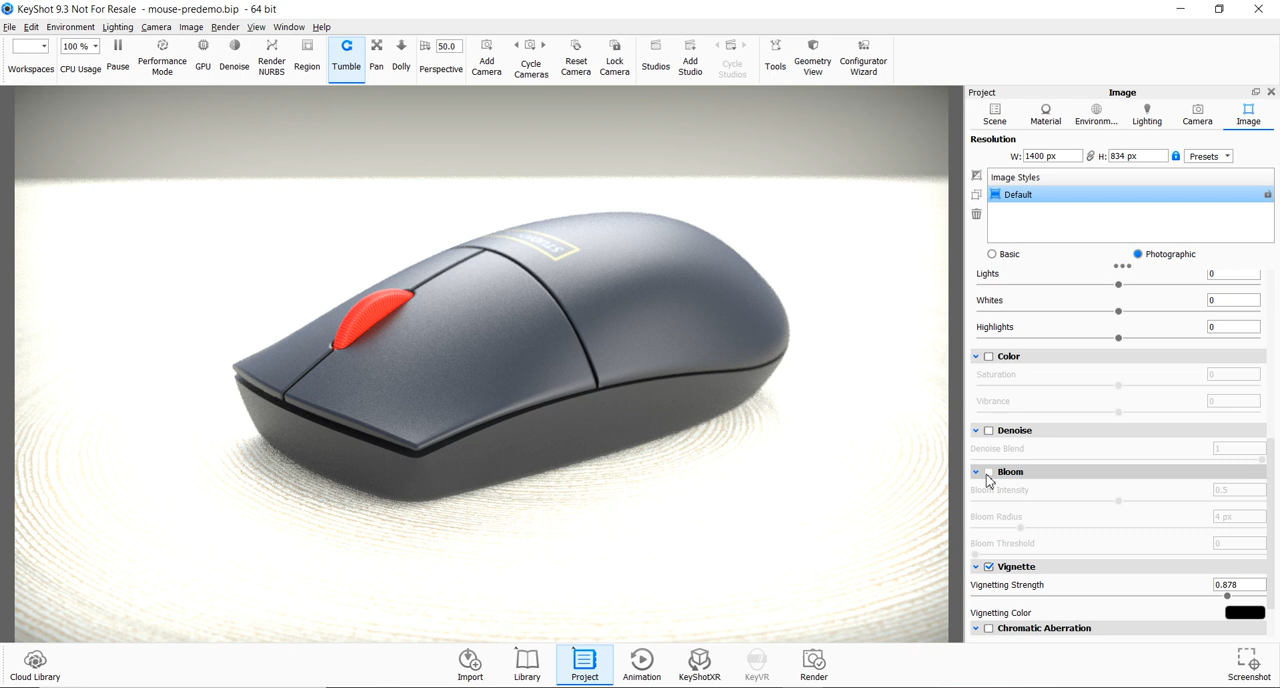 KeyShot 9.3 Not For Resale - mouse-predemo.bip - 64 bit
File Edit Environment Lighting Camera Image Render View Window Help
100 % 50.0
Workspaces CPU Usage Pause Performance Mode GPU Denoise Render NURBS Region Tumble Pan Dolly Perspective Add Camera Cycle Cameras Reset Camera Lock Camera Studios Add Studio Cycle Studios Tools Geometry View Configurator Wizard
Project Image
Scene Material Environm... Lighting Camera Image
Resolution
W: 1400 px H: 834 px Presets
Image Styles
Default
Basic Photographic
Lights 0
Whites 0
Highlights 0
Color
Saturation 0
Vibrance 0
Denoise
Denoise Blend 1
Bloom
Bloom Intensity 0.5
Bloom Radius 4 px
Bloom Threshold 0
Vignette
Vignetting Strength 0.878
Vignetting Color
Chromatic Aberration
STUDIO
Cloud Library Import Library Project Animation KeyShotXR KeyVR Render Screenshot